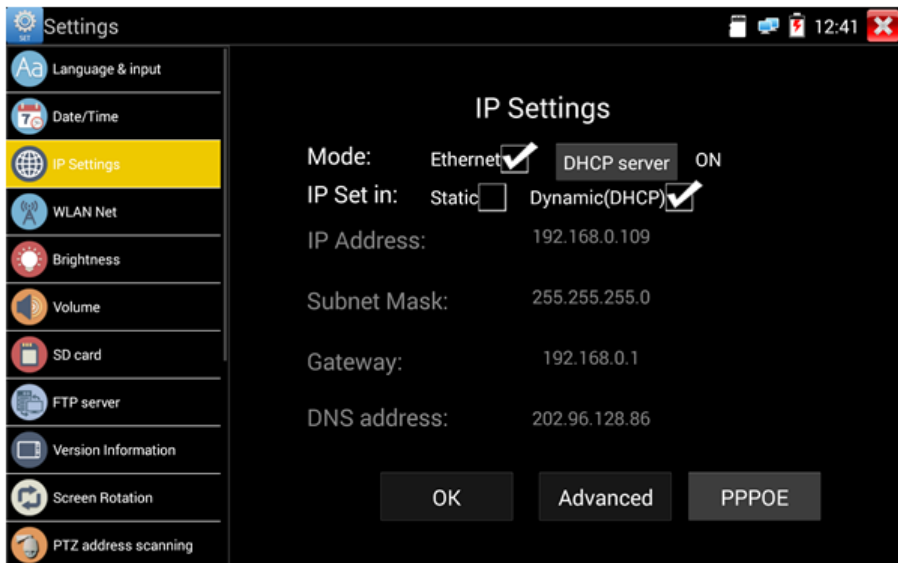 SET
Settings
12:41
Language & input
Date/Time
IP Settings
WLAN Net
Brightness
Volume
SD card
FTP server
Version Information
Screen Rotation
PTZ address scanning
IP Settings
Mode: Ethernet DHCP server ON
IP Set in: Static Dynamic(DHCP)
IP Address: 192.168.0.109
Subnet Mask: 255.255.255.0
Gateway: 192.168.0.1
DNS address: 202.96.128.86
OK Advanced PPPOE